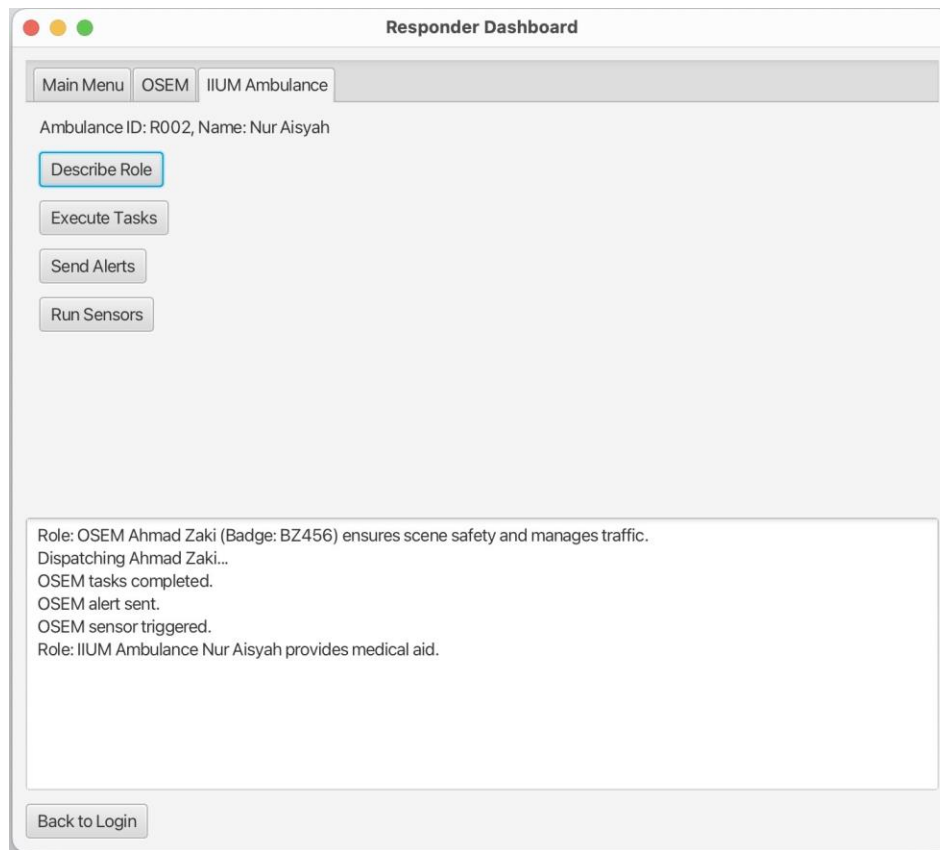 Responder Dashboard
Main Menu OSEM IIUM Ambulance
Ambulance ID: R002, Name: Nur Aisyah
Describe Role
Execute Tasks
Send Alerts
Run Sensors
Role: OSEM Ahmad Zaki (Badge: BZ456) ensures scene safety and manages traffic.
Dispatching Ahmad Zaki...
OSEM tasks completed.
OSEM alert sent.
OSEM sensor triggered.
Role: IIUM Ambulance Nur Aisyah provides medical aid.
Back to Login